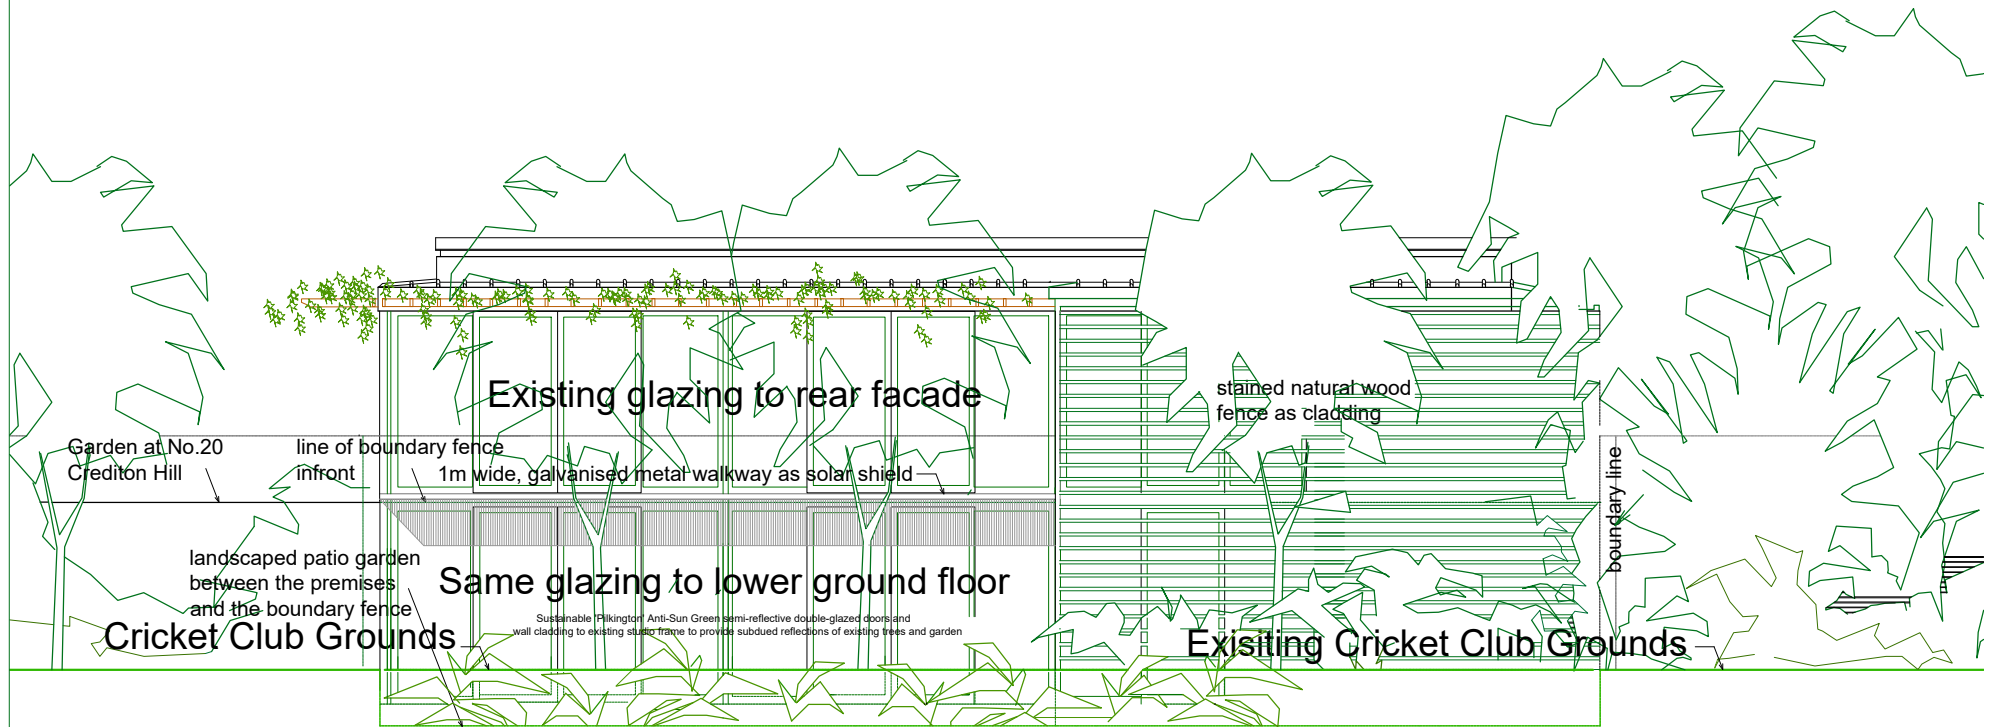 Existing glazing to rear facade
stained natural wood
fence as cladding
Garden at No.20
Crediton Hill
line of boundary fence
infront
1m wide, galvanised metal walkway as solar shield
boundary line
landscaped patio garden
between the premises
and the boundary fence
Same glazing to lower ground floor
Sustainable 'Pilkington' Anti-Sun Green semi-reflective double-glazed doors and
wall cladding to existing studio frame to provide subdued reflections of existing trees and garden
Cricket Club Grounds
Exisiting Cricket Club Grounds